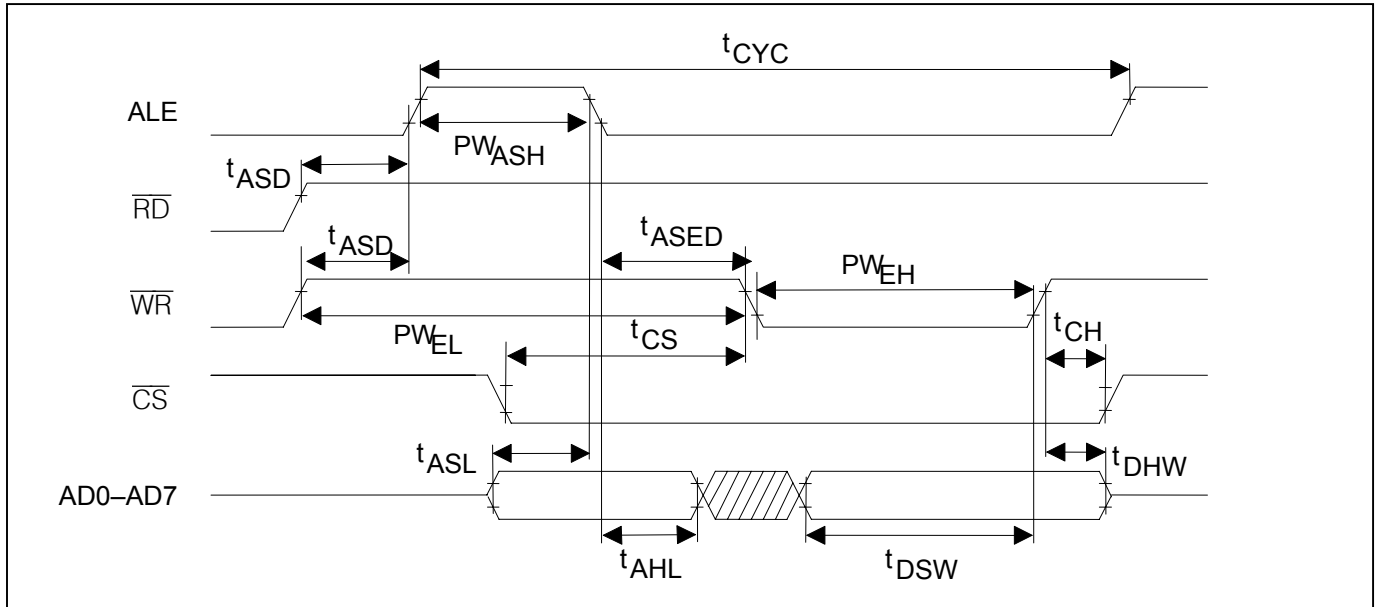 tCYC
ALE
PWASH
tASD
RD
tASD
tASED
PWEH
WR
PWEL
tCS
tCH
CS
tASL
tDHW
AD0–AD7
tAHL
tDSW